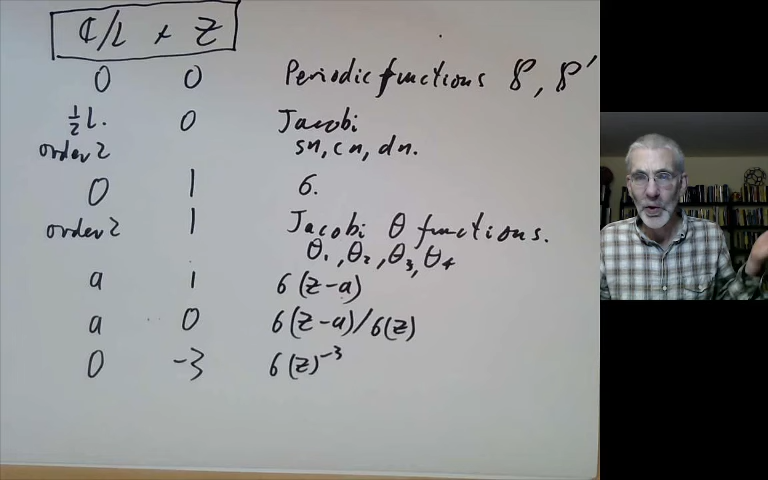 ℂ/L × ℤ
0 0 Periodic functions ℘, ℘'
½L. 0 Jacobi
order 2 sn, cn, dn.
0 1 σ.
order 2 1 Jacobi θ functions.
θ₁, θ₂, θ₃, θ₄
a 1 σ(z-a)
a 0 σ(z-a)/σ(z)
0 -3 σ(z)⁻³